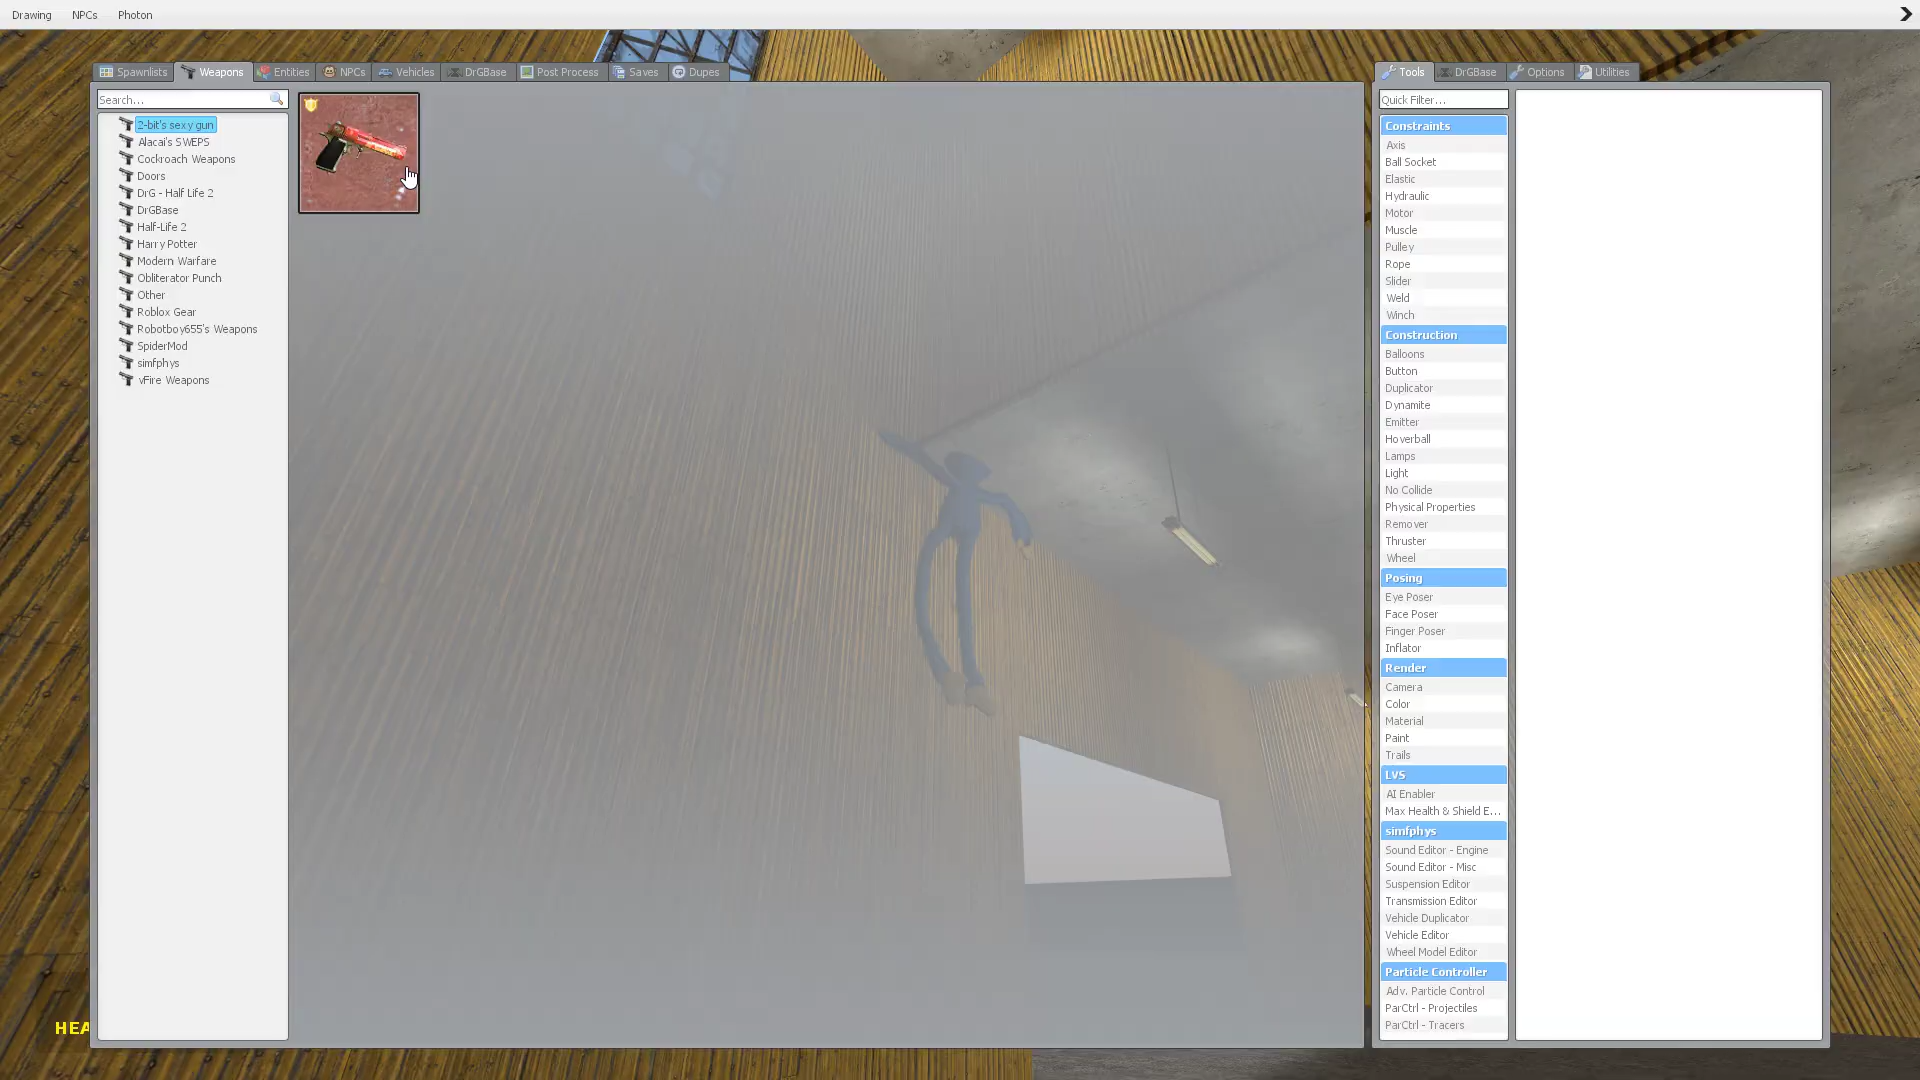 Drawing NPCs Photon
Spawnlists Weapons Entities NPCs Vehicles DrGBase Post Process Saves Dupes
Search...
2-bit's sexy gun
Alacai's SWEPS
Cockroach Weapons
Doors
DrG - Half Life 2
DrGBase
Half-Life 2
Harry Potter
Modern Warfare
Obliterator Punch
Other
Roblox Gear
Robotboy655's Weapons
SpiderMod
simfphys
vFire Weapons
HEA
Tools DrGBase Options Utilities
Quick Filter...
Constraints
Axis
Ball Socket
Elastic
Hydraulic
Motor
Muscle
Pulley
Rope
Slider
Weld
Winch
Construction
Balloons
Button
Duplicator
Dynamite
Emitter
Hoverball
Lamps
Light
No Collide
Physical Properties
Remover
Thruster
Wheel
Posing
Eye Poser
Face Poser
Finger Poser
Inflator
Render
Camera
Color
Material
Paint
Trails
LVS
AI Enabler
Max Health & Shield E...
simfphys
Sound Editor - Engine
Sound Editor - Misc
Suspension Editor
Transmission Editor
Vehicle Duplicator
Vehicle Editor
Wheel Model Editor
Particle Controller
Adv. Particle Control
ParCtrl - Projectiles
ParCtrl - Tracers